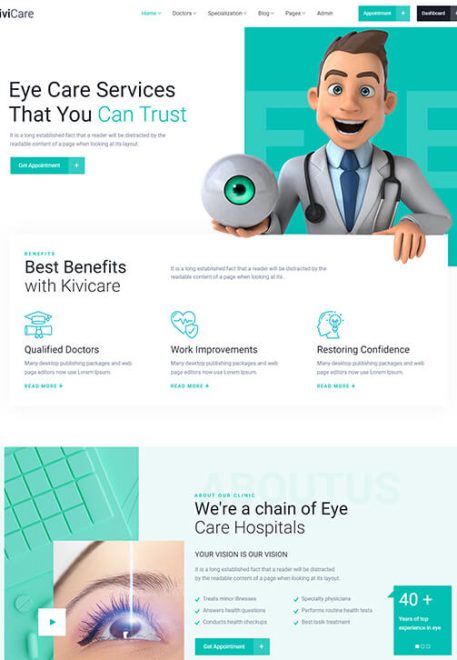 iviCare
Home Doctors Specialization Blog Pages Admin Appointment + Dashboard
EYE
Eye Care Services
That You Can Trust
It is a long established fact that a reader will be distracted by the
readable content of a page when looking at its layout.
Get Appointment +
BENEFITS
Best Benefits
with Kivicare
It is a long established fact that a reader will be distracted by the
readable content of a page when looking at its.
Qualified Doctors
Many desktop publishing packages and web
page editors now use Lorem Ipsum.
READ MORE +
Work Improvements
Many desktop publishing packages and web
page editors now use Lorem Ipsum.
READ MORE +
Restoring Confidence
Many desktop publishing packages and web
page editors now use Lorem Ipsum.
READ MORE +
ABOUTUS
ABOUT OUR CLINIC
We're a chain of Eye
Care Hospitals
YOUR VISION IS OUR VISION
It is a long established fact that a reader will be distracted
by the readable content of a page when looking at its layout.
Treats minor illnesses
Specialty physicians
Answers health questions
Performs routine health tests
Conducts health checkups
Best lasik treatment
Get Appointment +
40 +
Years of top
experience in eye